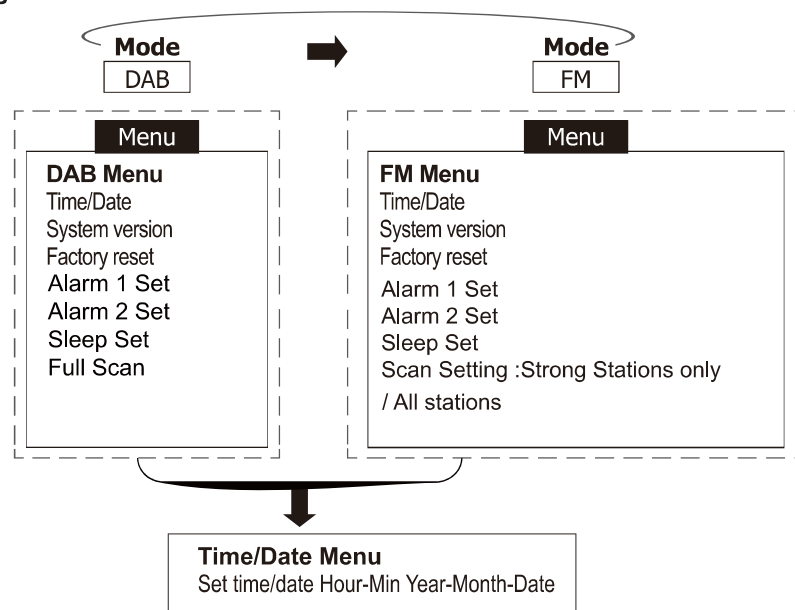 Mode
DAB
Mode
FM
Menu
DAB Menu
Time/Date
System version
Factory reset
Alarm 1 Set
Alarm 2 Set
Sleep Set
Full Scan
Menu
FM Menu
Time/Date
System version
Factory reset
Alarm 1 Set
Alarm 2 Set
Sleep Set
Scan Setting :Strong Stations only
/ All stations
Time/Date Menu
Set time/date Hour-Min Year-Month-Date